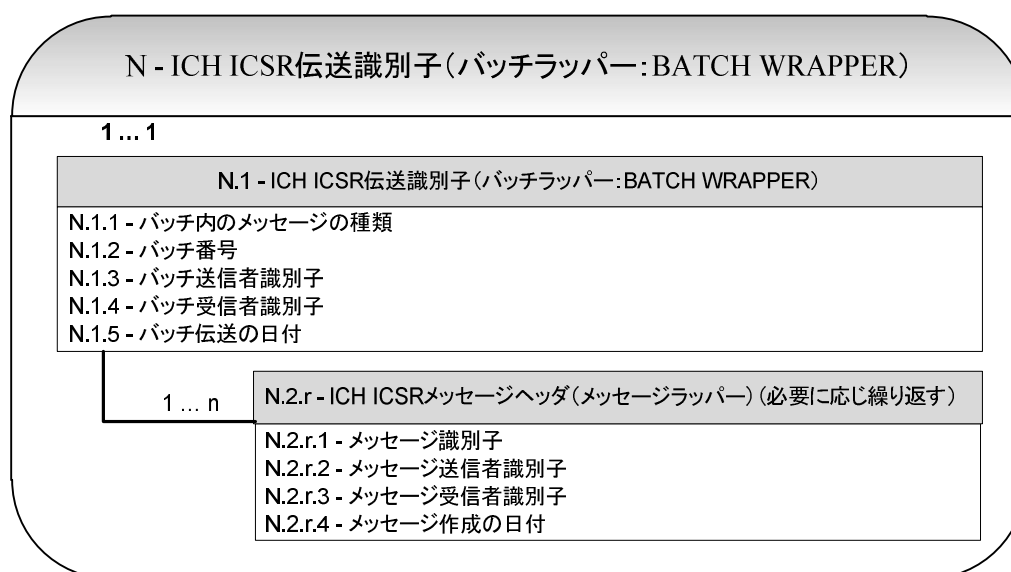 N - ICH ICSR伝送識別子（バッチラッパー：BATCH WRAPPER）
1 … 1
N.1 - ICH ICSR伝送識別子（バッチラッパー：BATCH WRAPPER）
N.1.1 - バッチ内のメッセージの種類
N.1.2 - バッチ番号
N.1.3 - バッチ送信者識別子
N.1.4 - バッチ受信者識別子
N.1.5 - バッチ伝送の日付
1 … n
N.2.r - ICH ICSRメッセージヘッダ（メッセージラッパー）（必要に応じ繰り返す）
N.2.r.1 - メッセージ識別子
N.2.r.2 - メッセージ送信者識別子
N.2.r.3 - メッセージ受信者識別子
N.2.r.4 - メッセージ作成の日付